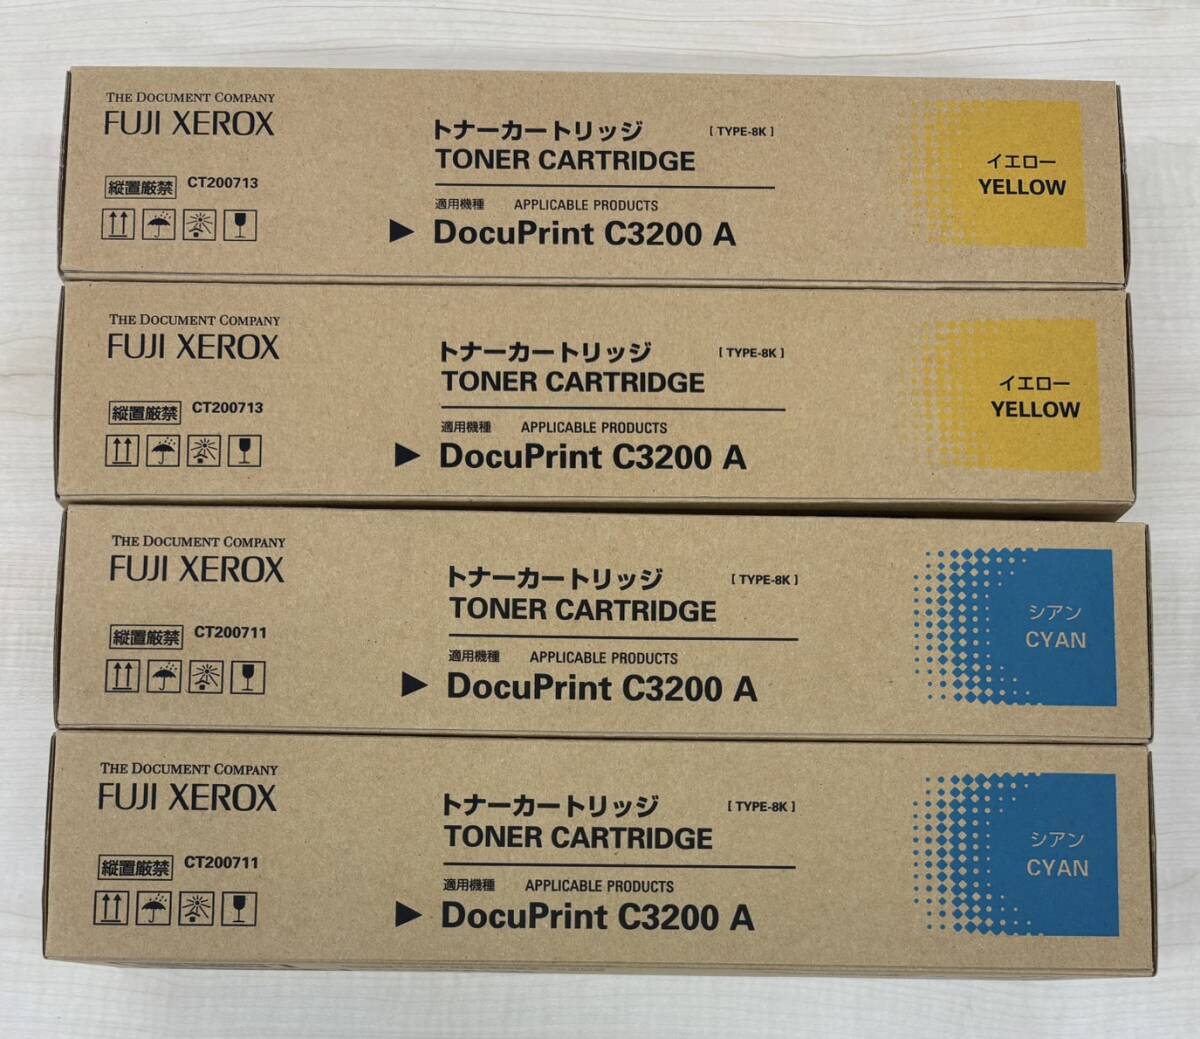 THE DOCUMENT COMPANY
FUJI XEROX
縦置厳禁 CT200713
トナーカートリッジ [ TYPE-8K ]
TONER CARTRIDGE
適用機種 APPLICABLE PRODUCTS
▶ DocuPrint C3200 A
イエロー
YELLOW
THE DOCUMENT COMPANY
FUJI XEROX
縦置厳禁 CT200713
トナーカートリッジ [ TYPE-8K ]
TONER CARTRIDGE
適用機種 APPLICABLE PRODUCTS
▶ DocuPrint C3200 A
イエロー
YELLOW
THE DOCUMENT COMPANY
FUJI XEROX
縦置厳禁 CT200711
トナーカートリッジ [ TYPE-8K ]
TONER CARTRIDGE
適用機種 APPLICABLE PRODUCTS
▶ DocuPrint C3200 A
シアン
CYAN
THE DOCUMENT COMPANY
FUJI XEROX
縦置厳禁 CT200711
トナーカートリッジ [ TYPE-8K ]
TONER CARTRIDGE
適用機種 APPLICABLE PRODUCTS
▶ DocuPrint C3200 A
シアン
CYAN